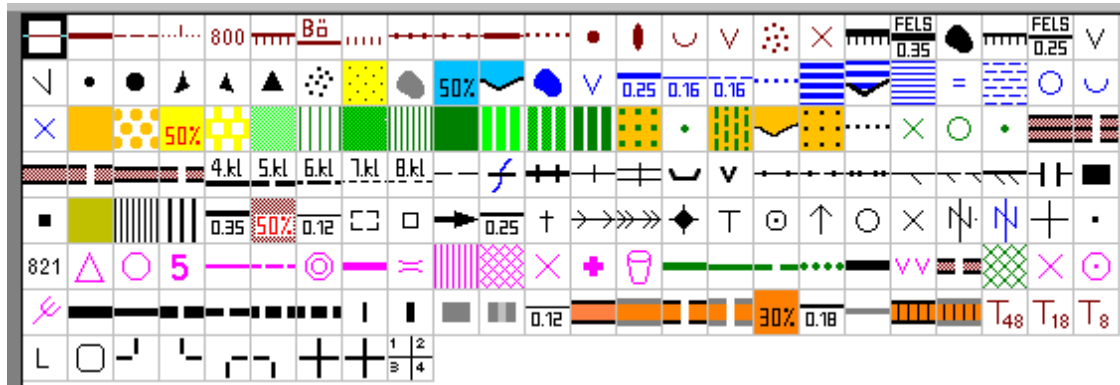 800 Bö FELS 0.35 FELS 0.25
50% 0.25 0.16 0.16
50%
4.kl 5.kl 6.kl 7.kl 8.kl
0.35 50% 0.12 0.25
821 5
0.12 30% 0.18 T48 T18 T8
L 1 2 3 4